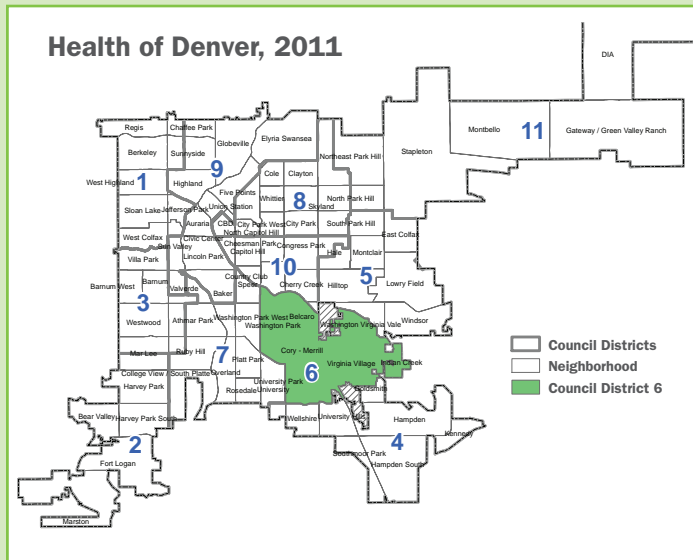 Health of Denver, 2011
DIA
Regis
Chaffee Park
Globeville
Elyria Swansea
Montbello
11
Gateway / Green Valley Ranch
Berkeley
Sunnyside
Northeast Park Hill
Stapleton
9
Cole
Clayton
West Highland
1
Highland
Five Points
Whittier
8
Skyland
North Park Hill
Sloan Lake
Jefferson Park
Union Station
Auraria
CBD
City Park West
City Park
South Park Hill
North Capitol Hill
West Colfax
Civic Center
Cheesman Park
Congress Park
East Colfax
Sun Valley
Lincoln Park
Capitol Hill
Hale
Montclair
Villa Park
10
5
Barnum West
Barnum
Valverde
Country Club
Speer
Cherry Creek
Hilltop
Lowry Field
3
Baker
Westwood
Athmar Park
Washington Park West
Belcaro
Washington Park
Washington Virginia Vale
Windsor
Mar Lee
Ruby Hill
7
Platt Park
Cory - Merrill
Virginia Village
Indian Creek
College View / South Platte
Overland
6
Harvey Park
Rosedale
University Park
University
Goldsmith
Bear Valley
Harvey Park South
Wellshire
University Hills
Hampden
2
4
Kennedy
Southmoor Park
Hampden South
Fort Logan
Marston
Council Districts
Neighborhood
Council District 6